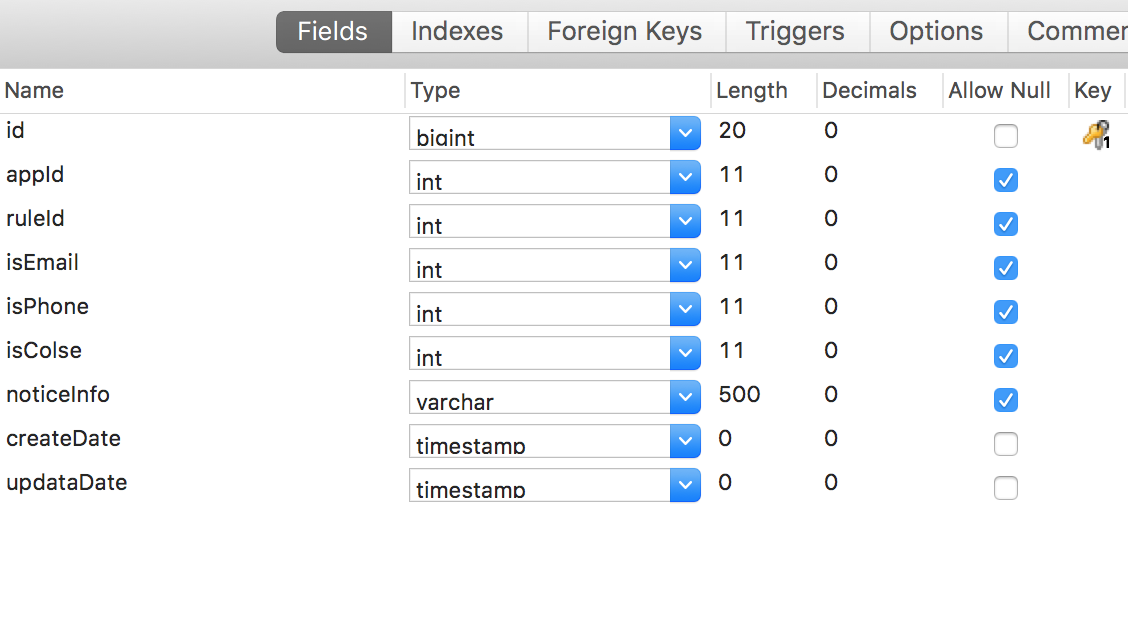 Fields Indexes Foreign Keys Triggers Options Commen
Name Type Length Decimals Allow Null Key
id bigint 20 0 1
appId int 11 0
ruleId int 11 0
isEmail int 11 0
isPhone int 11 0
isColse int 11 0
noticeInfo varchar 500 0
createDate timestamp 0 0
updataDate timestamp 0 0